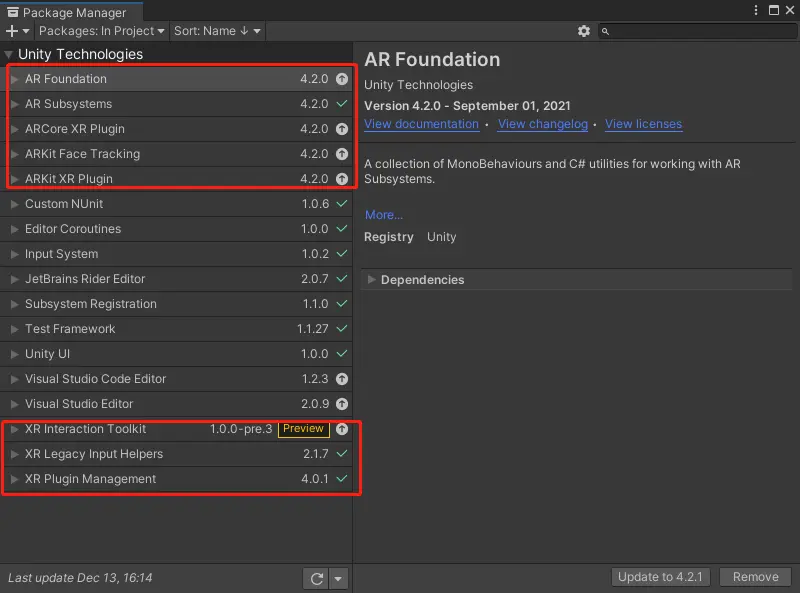 Package Manager
Packages: In Project Sort: Name ↓
Unity Technologies
AR Foundation 4.2.0
AR Subsystems 4.2.0
ARCore XR Plugin 4.2.0
ARKit Face Tracking 4.2.0
ARKit XR Plugin 4.2.0
Custom NUnit 1.0.6
Editor Coroutines 1.0.0
Input System 1.0.2
JetBrains Rider Editor 2.0.7
Subsystem Registration 1.1.0
Test Framework 1.1.27
Unity UI 1.0.0
Visual Studio Code Editor 1.2.3
Visual Studio Editor 2.0.9
XR Interaction Toolkit 1.0.0-pre.3 Preview
XR Legacy Input Helpers 2.1.7
XR Plugin Management 4.0.1
Last update Dec 13, 16:14
AR Foundation
Unity Technologies
Version 4.2.0 - September 01, 2021
View documentation • View changelog • View licenses
A collection of MonoBehaviours and C# utilities for working with AR
Subsystems.
More...
Registry Unity
Dependencies
Update to 4.2.1 Remove